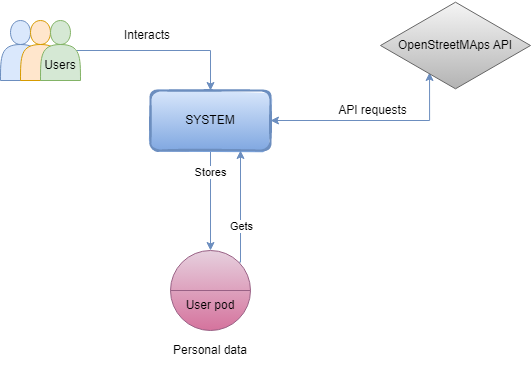 Interacts
OpenStreetMAps API
Users
API requests
SYSTEM
Stores
Gets
User pod
Personal data